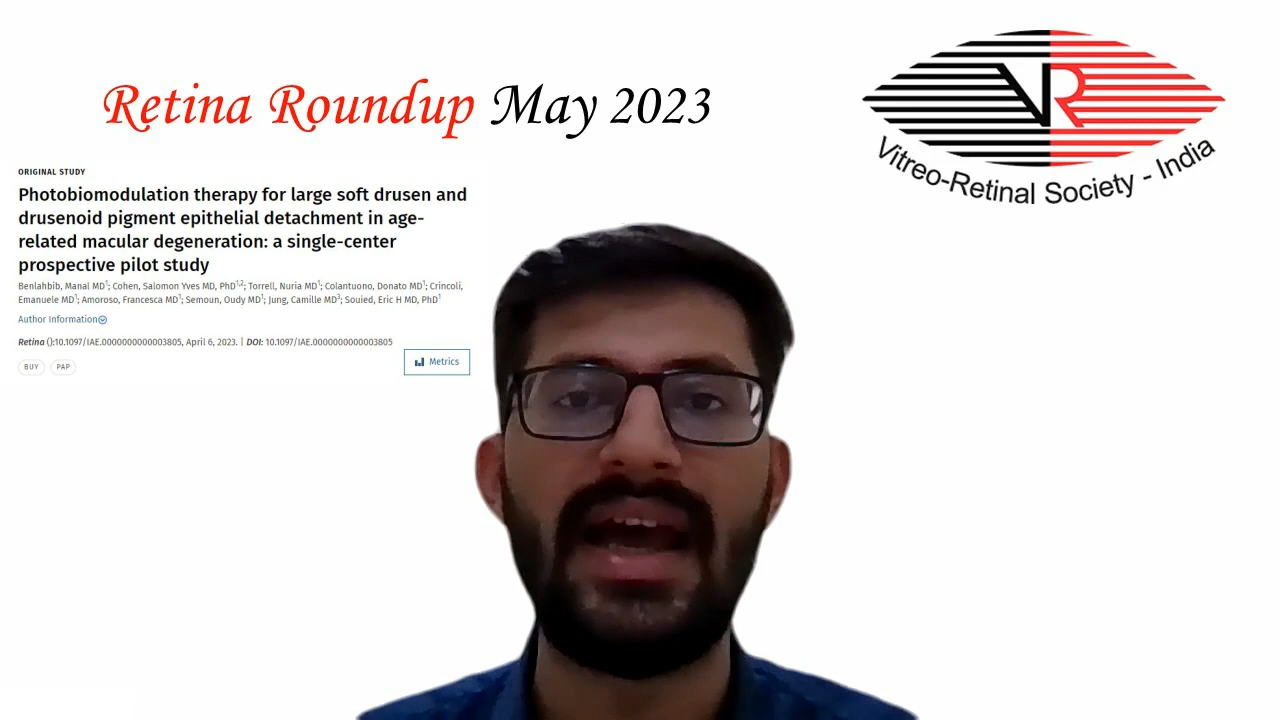 Retina Roundup May 2023
VR
Vitreo-Retinal Society - India
ORIGINAL STUDY
Photobiomodulation therapy for large soft drusen and
drusenoid pigment epithelial detachment in age-
related macular degeneration: a single-center
prospective pilot study
Benlahbib, Manal MD1; Cohen, Salomon Yves MD, PhD1,2; Torrell, Nuria MD1; Colantuono, Donato MD1; Crincoli,
Emanuele MD1; Amoroso, Francesca MD1; Semoun, Oudy MD1; Jung, Camille MD3; Souied, Eric H MD, PhD1
Author Information
Retina ():10.1097/IAE.0000000000003805, April 6, 2023. | DOI: 10.1097/IAE.0000000000003805
BUY
PAP
Metrics